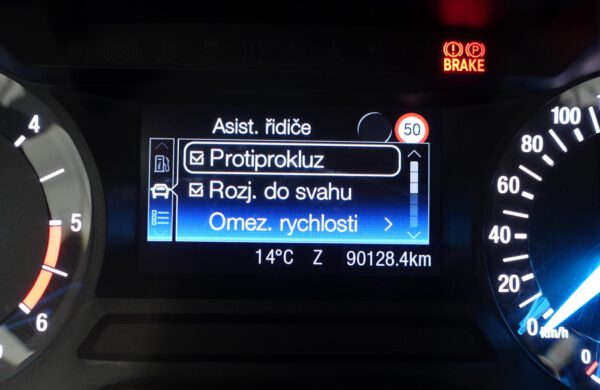 BRAKE
Asist. řidiče
50
Protiprokluz
Rozj. do svahu
Omez. rychlosti
14°C Z 90128.4km
4
5
6
100
80
60
40
20
0
km/h
0